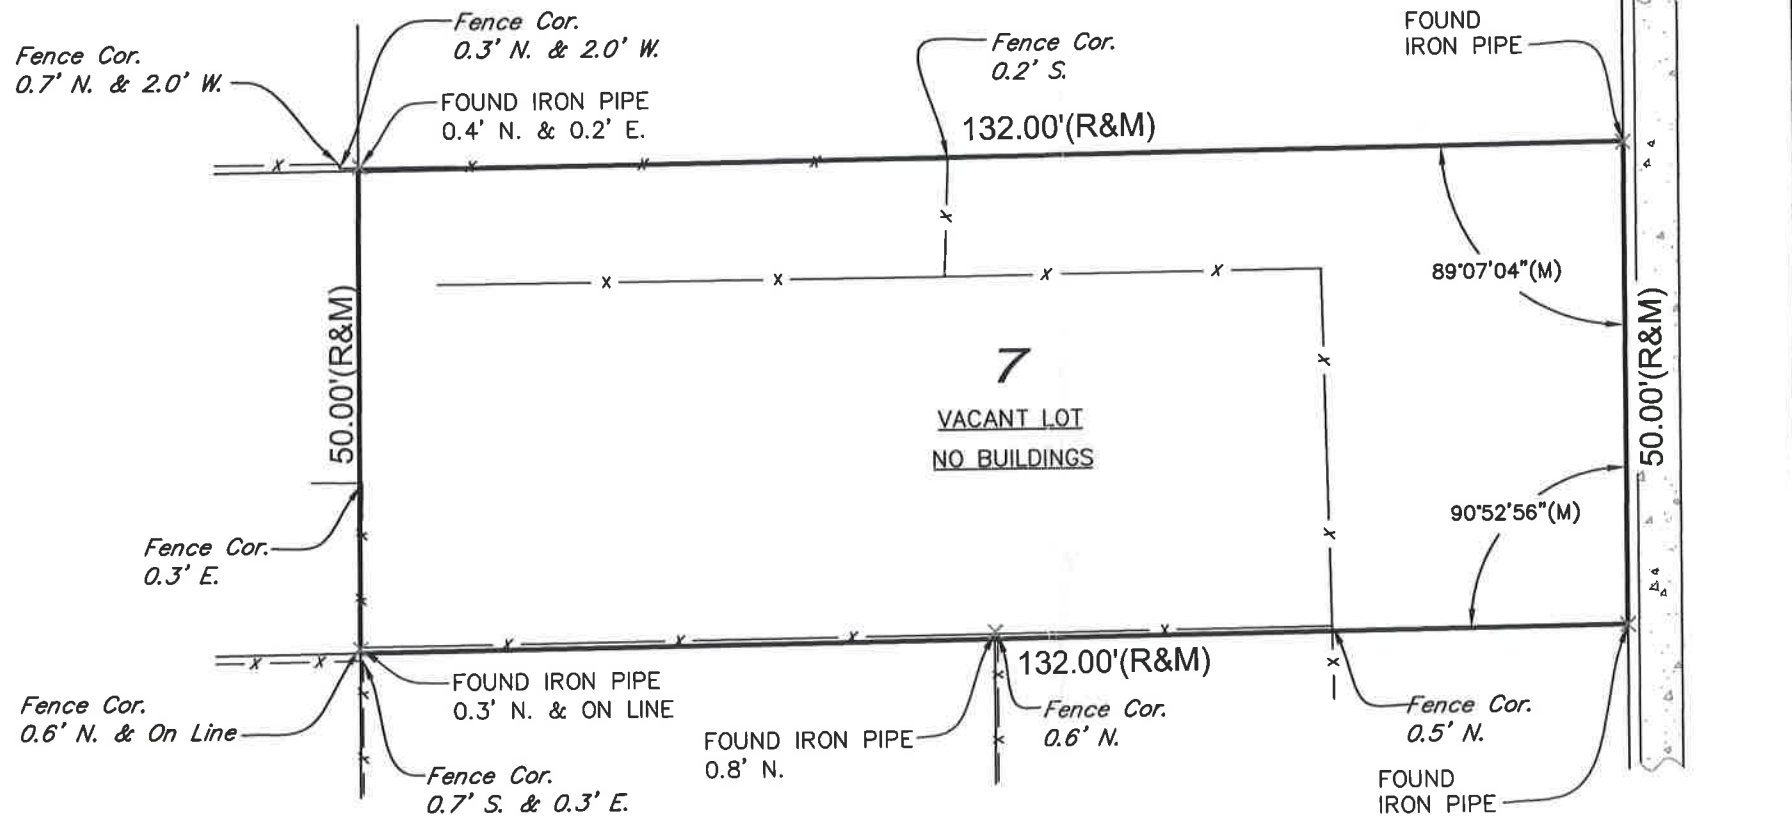 Fence Cor.
0.3' N. & 2.0' W.
FOUND
IRON PIPE
Fence Cor.
0.7' N. & 2.0' W.
Fence Cor.
0.2' S.
FOUND IRON PIPE
0.4' N. & 0.2' E.
132.00'(R&M)
89°07'04"(M)
50.00'(R&M)
50.00'(R&M)
7
VACANT LOT
NO BUILDINGS
90°52'56"(M)
Fence Cor.
0.3' E.
132.00'(R&M)
FOUND IRON PIPE
0.3' N. & ON LINE
Fence Cor.
0.6' N. & On Line
Fence Cor.
0.6' N.
Fence Cor.
0.5' N.
FOUND IRON PIPE
0.8' N.
Fence Cor.
0.7' S. & 0.3' E.
FOUND
IRON PIPE